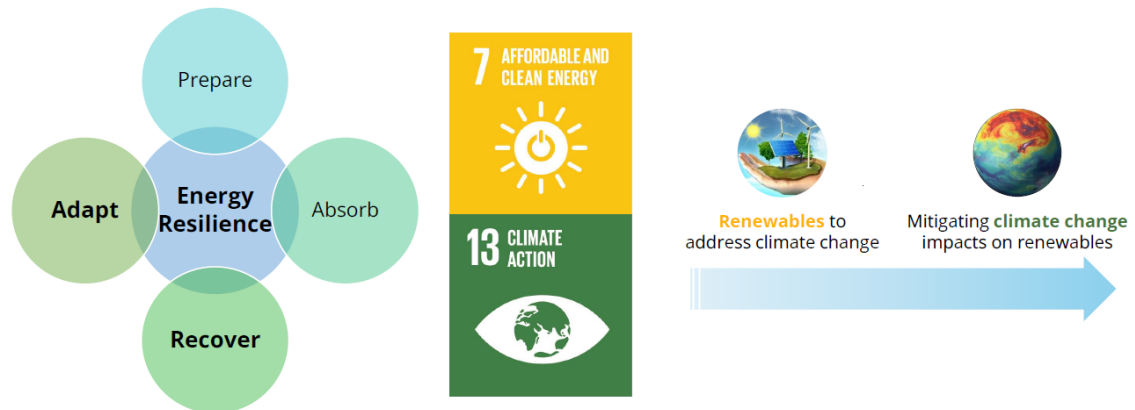 Prepare
Adapt
Energy
Resilience
Absorb
Recover
7 AFFORDABLE AND
CLEAN ENERGY
13 CLIMATE
ACTION
Renewables to
address climate change
Mitigating climate change
impacts on renewables